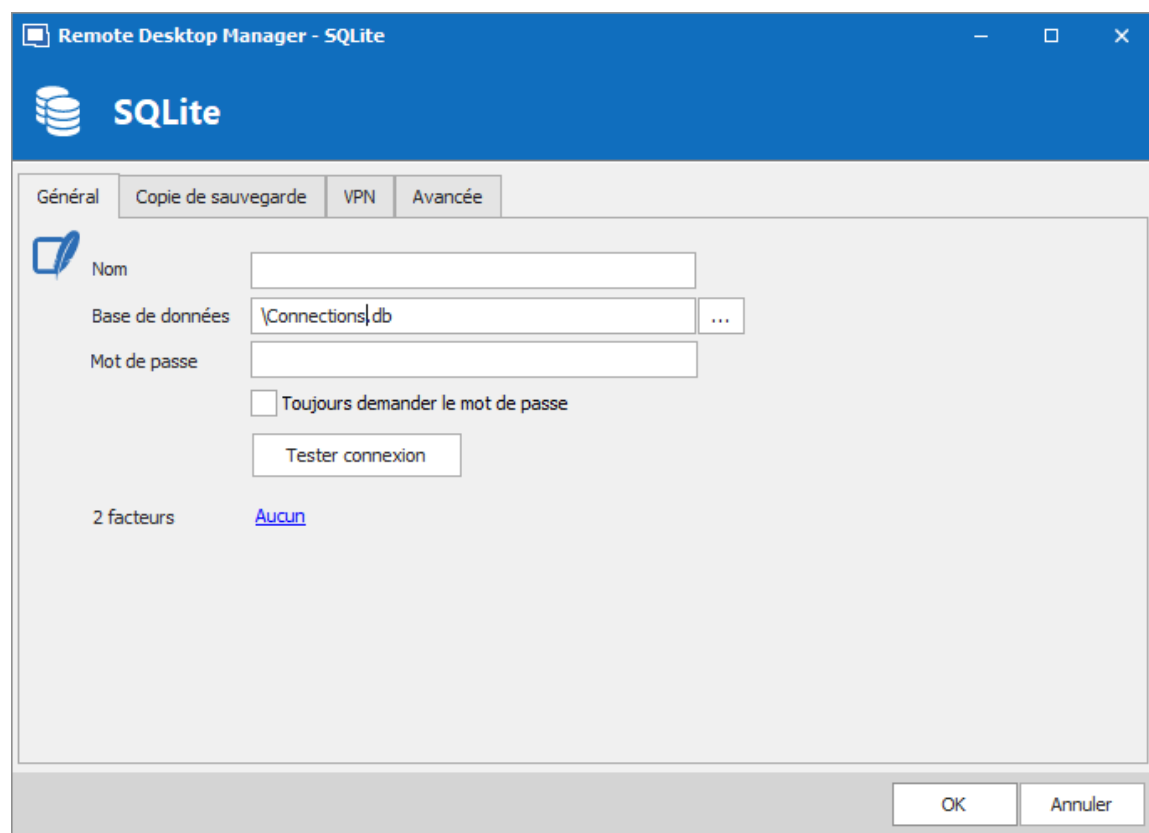 Remote Desktop Manager - SQLite
SQLite
Général Copie de sauvegarde VPN Avancée
Nom
Base de données \Connections.db ...
Mot de passe
Toujours demander le mot de passe
Tester connexion
2 facteurs Aucun
OK Annuler